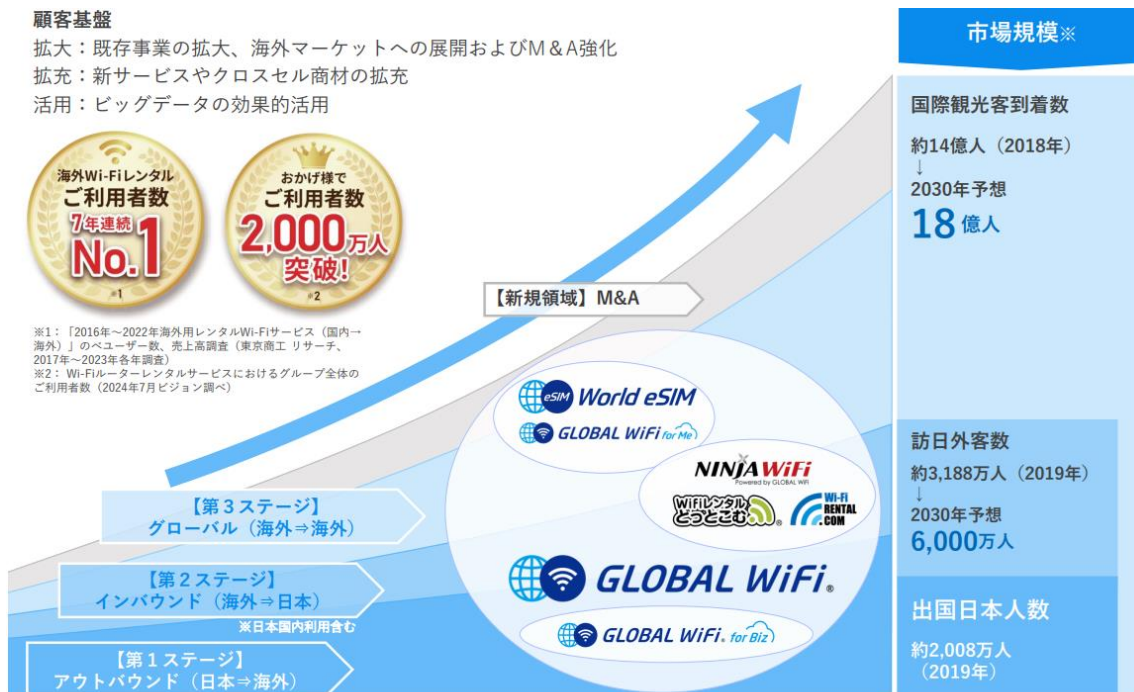 顧客基盤
拡大：既存事業の拡大、海外マーケットへの展開およびM＆A強化
拡充：新サービスやクロスセル商材の拡充
活用：ビッグデータの効果的活用
海外Wi-Fiレンタル
ご利用者数
7年連続
No.1
※1
おかげ様で
ご利用者数
2,000万人
突破!
※2
※1：「2016年～2022年海外用レンタルWi-Fiサービス（国内→
海外）」のべユーザー数、売上高調査（東京商工 リサーチ、
2017年～2023年各年調査）
※2： Wi-Fiルーターレンタルサービスにおけるグループ全体の
ご利用者数（2024年7月ビジョン調べ）
【新規領域】M&A
eSIM World eSIM
GLOBAL WiFi for Me
NINJA WiFi
Powered by GLOBAL WiFi
WiFiレンタル
どっとこむ®
Wi-Fi
RENTAL
.COM
GLOBAL WiFi®
GLOBAL WiFi® for Biz
【第３ステージ】
グローバル（海外⇒海外）
【第２ステージ】
インバウンド（海外⇒日本）
※日本国内利用含む
【第１ステージ】
アウトバウンド（日本⇒海外）
市場規模※
国際観光客到着数
約14億人（2018年）
↓
2030年予想
18億人
訪日外客数
約3,188万人（2019年）
↓
2030年予想
6,000万人
出国日本人数
約2,008万人
（2019年）